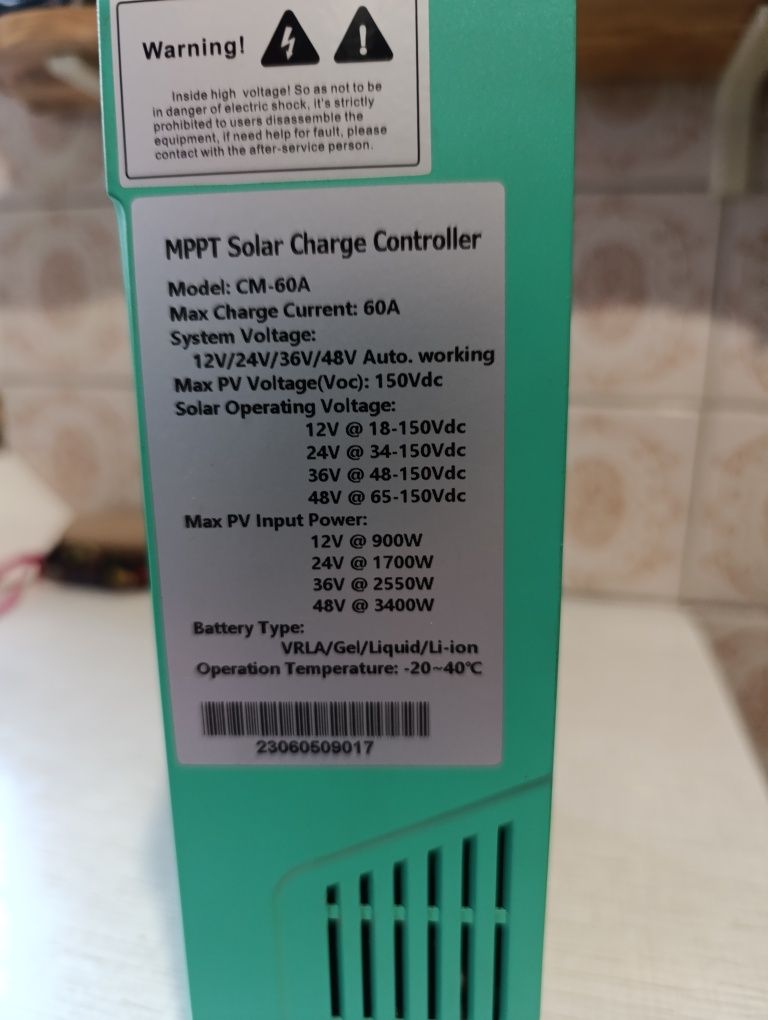 Warning!
Inside high voltage! So as not to be
in danger of electric shock, it's strictly
prohibited to users disassemble the
equipment, if need help for fault, please
contact with the after-service person.
MPPT Solar Charge Controller
Model: CM-60A
Max Charge Current: 60A
System Voltage:
12V/24V/36V/48V Auto. working
Max PV Voltage(Voc): 150Vdc
Solar Operating Voltage:
12V @ 18-150Vdc
24V @ 34-150Vdc
36V @ 48-150Vdc
48V @ 65-150Vdc
Max PV Input Power:
12V @ 900W
24V @ 1700W
36V @ 2550W
48V @ 3400W
Battery Type:
VRLA/Gel/Liquid/Li-ion
Operation Temperature: -20~40℃
23060509017